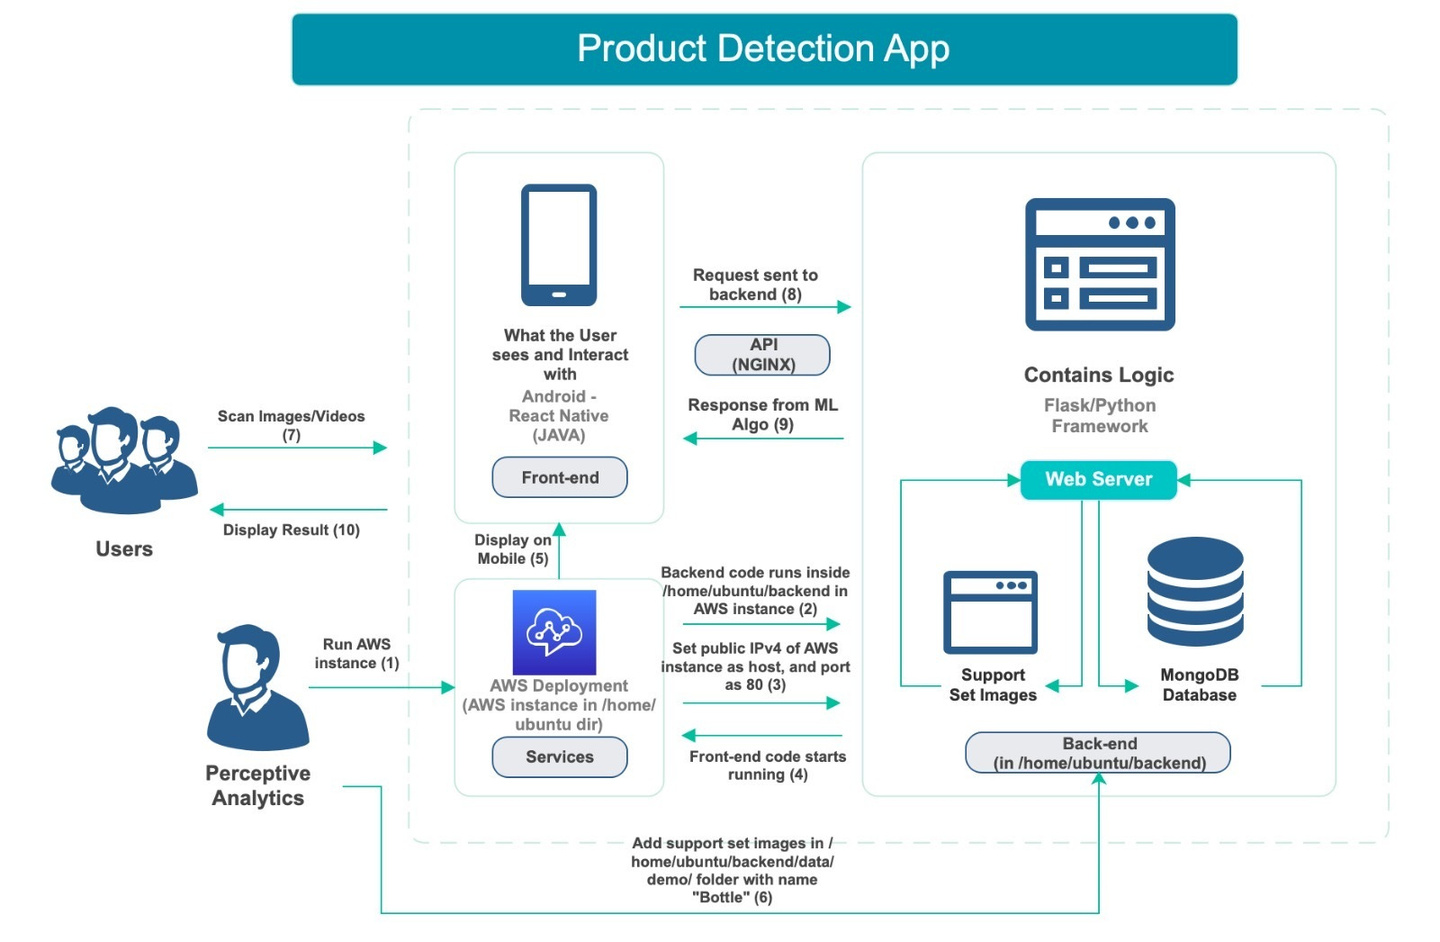 Product Detection App
What the User
sees and Interact
with
Android -
React Native
(JAVA)
Front-end
Request sent to
backend (8)
API
(NGINX)
Response from ML
Algo (9)
Contains Logic
Flask/Python
Framework
Web Server
Support
Set Images
MongoDB
Database
Back-end
(in /home/ubuntu/backend)
Scan Images/Videos
(7)
Display Result (10)
Users
Display on
Mobile (5)
Backend code runs inside
/home/ubuntu/backend in
AWS instance (2)
Set public IPv4 of AWS
instance as host, and port
as 80 (3)
Front-end code starts
running (4)
Run AWS
instance (1)
AWS Deployment
(AWS instance in /home/
ubuntu dir)
Services
Perceptive
Analytics
Add support set images in /
home/ubuntu/backend/data/
demo/ folder with name
"Bottle" (6)